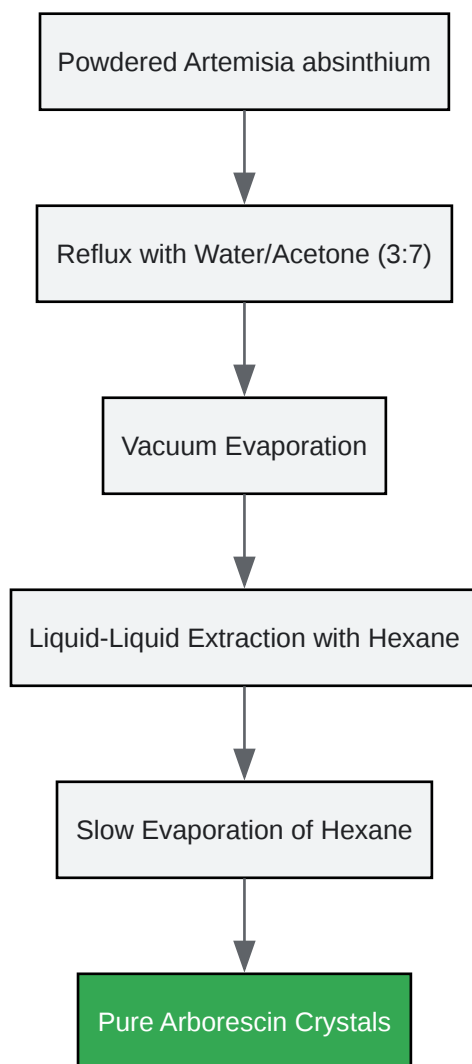 Powdered Artemisia absinthium
Reflux with Water/Acetone (3:7)
Vacuum Evaporation
Liquid-Liquid Extraction with Hexane
Slow Evaporation of Hexane
Pure Arborescin Crystals